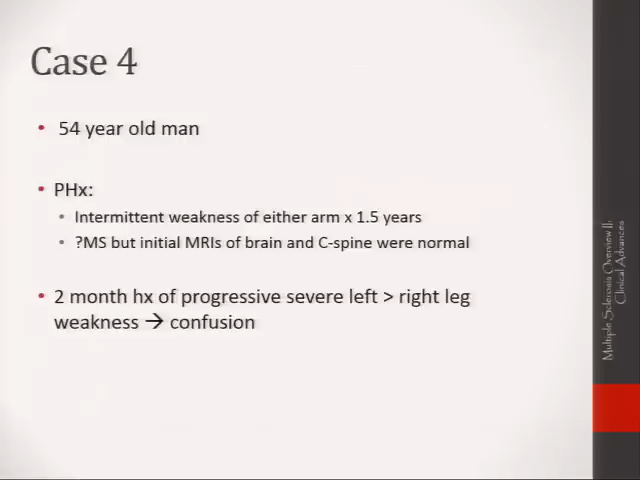 Case 4
• 54 year old man
• PHx:
• Intermittent weakness of either arm x 1.5 years
• ?MS but initial MRIs of brain and C-spine were normal
• 2 month hx of progressive severe left > right leg
weakness → confusion
Multiple Sclerosis Overview II:
Clinical Advances